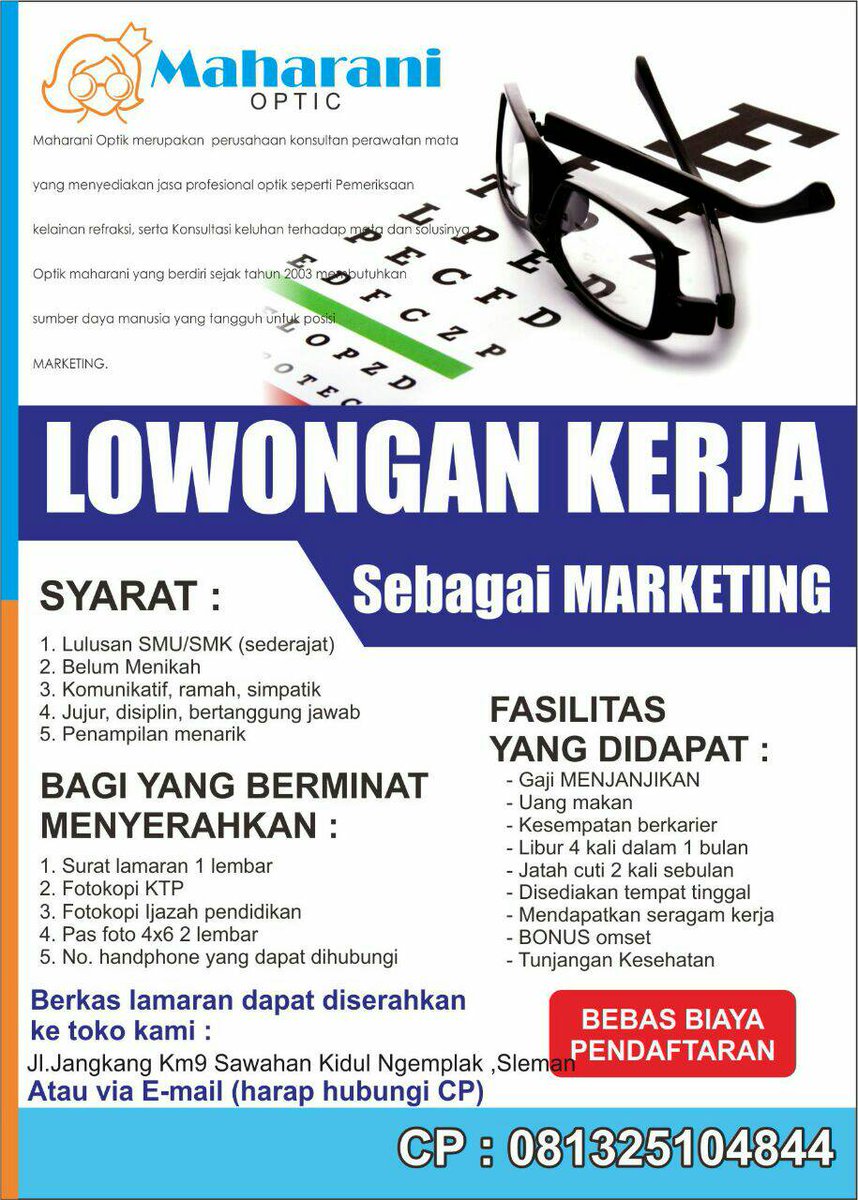 Maharani
OPTIC
Maharani Optik merupakan perusahaan konsultan perawatan mata
yang menyediakan jasa profesional optik seperti Pemeriksaan
kelainan refraksi, serta Konsultasi keluhan terhadap mata dan solusinya
Optik maharani yang berdiri sejak tahun 2003 membutuhkan
sumber daya manusia yang tangguh untuk posisi
MARKETING.
E
L P E D
P E C F D
E D F C Z P
E L O P Z D
P O T E C
LOWONGAN KERJA
Sebagai MARKETING
SYARAT :
1. Lulusan SMU/SMK (sederajat)
2. Belum Menikah
3. Komunikatif, ramah, simpatik
4. Jujur, disiplin, bertanggung jawab
5. Penampilan menarik
BAGI YANG BERMINAT
MENYERAHKAN :
1. Surat lamaran 1 lembar
2. Fotokopi KTP
3. Fotokopi Ijazah pendidikan
4. Pas foto 4x6 2 lembar
5. No. handphone yang dapat dihubungi
FASILITAS
YANG DIDAPAT :
- Gaji MENJANJIKAN
- Uang makan
- Kesempatan berkarier
- Libur 4 kali dalam 1 bulan
- Jatah cuti 2 kali sebulan
- Disediakan tempat tinggal
- Mendapatkan seragam kerja
- BONUS omset
- Tunjangan Kesehatan
Berkas lamaran dapat diserahkan
ke toko kami :
Jl.Jangkang Km9 Sawahan Kidul Ngemplak ,Sleman
Atau via E-mail (harap hubungi CP)
BEBAS BIAYA
PENDAFTARAN
CP : 081325104844